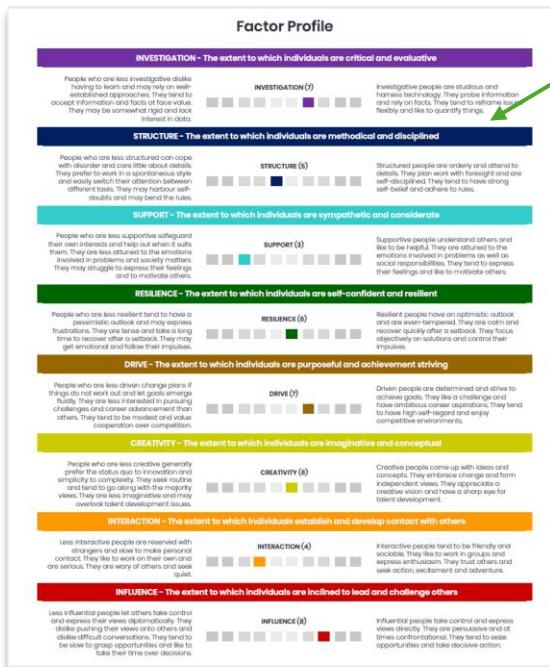 Factor Profile
INVESTIGATION - The extent to which individuals are critical and evaluative
People who are less investigative dislike
having to learn and may rely on well-
established approaches. They tend to
accept information and facts at face value.
They may be somewhat rigid and lack
interest in data.
INVESTIGATION (7)
Investigative people are studious and
harness technology. They probe information
and rely on facts. They tend to reframe issues
flexibly and like to quantify things.
STRUCTURE - The extent to which individuals are methodical and disciplined
People who are less structured can cope
with disorder and care little about details.
They prefer to work in a spontaneous style
and easily switch their attention between
different tasks. They may harbour self-
doubts and may bend the rules.
STRUCTURE (5)
Structured people are orderly and attend to
details. They plan work with foresight and are
self-disciplined. They tend to have strong
self-belief and adhere to rules.
SUPPORT - The extent to which individuals are sympathetic and considerate
People who are less supportive safeguard
their own interests and help out when it suits
them. They are less attuned to the emotions
involved in problems and society matters.
They may struggle to express their feelings
and to motivate others.
SUPPORT (3)
Supportive people understand others and
like to be helpful. They are attuned to the
emotions involved in problems as well as
social responsibilities. They tend to express
their feelings and like to motivate others.
RESILIENCE - The extent to which individuals are self-confident and resilient
People who are less resilient tend to have a
pessimistic outlook and may express
frustrations. They are tense and take a long
time to recover after a setback. They may
get emotional and follow their impulses.
RESILIENCE (6)
Resilient people have an optimistic outlook
and are even-tempered. They are calm and
recover quickly after a setback. They focus
objectively on solutions and control their
impulses.
DRIVE - The extent to which individuals are purposeful and achievement striving
People who are less driven change plans if
things do not work out and let goals emerge
fluidly. They are less interested in pursuing
challenges and career advancement than
others. They tend to be modest and value
cooperation over competition.
DRIVE (7)
Driven people are determined and strive to
achieve goals. They like a challenge and
have ambitious career aspirations. They tend
to have high self-regard and enjoy
competitive environments.
CREATIVITY - The extent to which individuals are imaginative and conceptual
People who are less creative generally
prefer the status quo to innovation and
simplicity to complexity. They seek routine
and tend to go along with the majority
views. They are less imaginative and may
overlook talent development issues.
CREATIVITY (6)
Creative people come up with ideas and
concepts. They embrace change and form
independent views. They appreciate a
creative vision and have a sharp eye for
talent development.
INTERACTION - The extent to which individuals establish and develop contact with others
Less interactive people are reserved with
strangers and slow to make personal
contact. They like to work on their own and
are serious. They are wary of others and seek
quiet.
INTERACTION (4)
Interactive people tend to be friendly and
sociable. They like to work in groups and
express enthusiasm. They trust others and
seek action, excitement and adventure.
INFLUENCE - The extent to which individuals are inclined to lead and challenge others
Less influential people let others take control
and express their views diplomatically. They
dislike pushing their views onto others and
dislike difficult conversations. They tend to
be slow to grasp opportunities and like to
take their time over decisions.
INFLUENCE (8)
Influential people take control and express
views directly. They are persuasive and at
times confrontational. They tend to seize
opportunities and take decisive action.